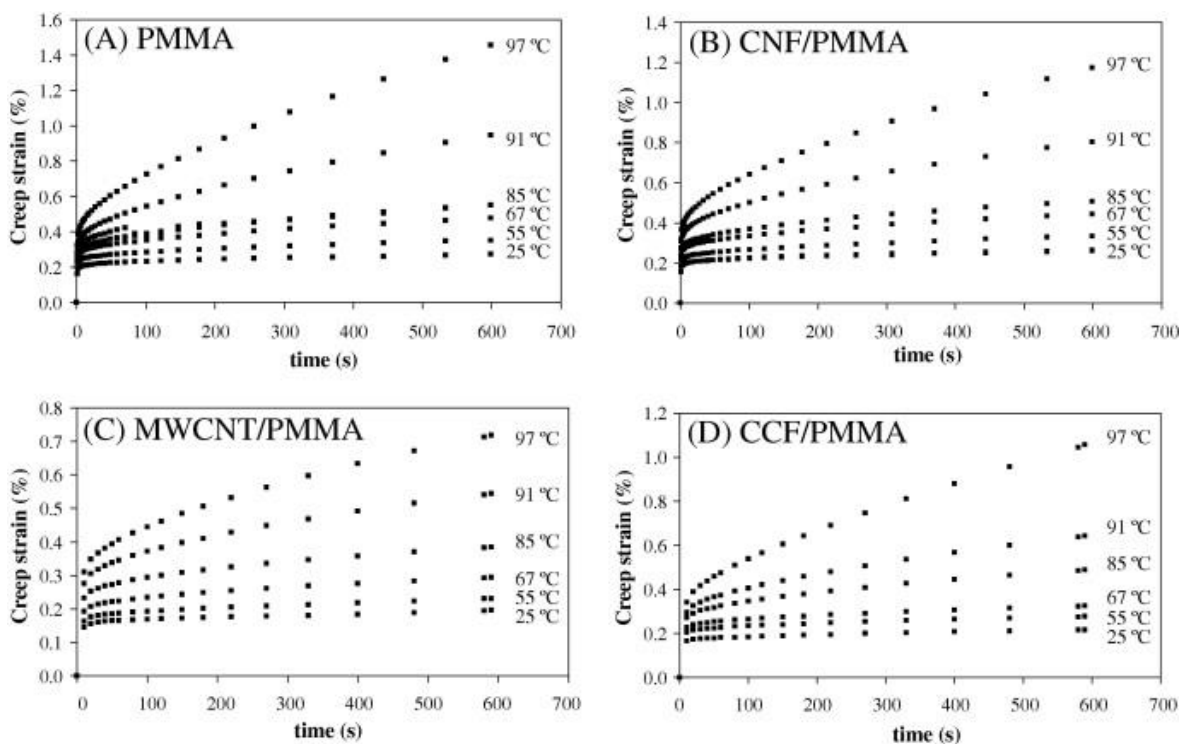 (A) PMMA
Creep strain (%)
1.6
1.4
1.2
1.0
0.8
0.6
0.4
0.2
0.0
97 ºC
91 ºC
85 ºC
67 ºC
55 ºC
25 ºC
0 100 200 300 400 500 600 700
time (s)
(B) CNF/PMMA
Creep strain (%)
1.4
1.2
1.0
0.8
0.6
0.4
0.2
0.0
97 ºC
91 ºC
85 ºC
67 ºC
55 ºC
25 ºC
0 100 200 300 400 500 600 700
time (s)
(C) MWCNT/PMMA
Creep strain (%)
0.8
0.7
0.6
0.5
0.4
0.3
0.2
0.1
0.0
97 ºC
91 ºC
85 ºC
67 ºC
55 ºC
25 ºC
0 100 200 300 400 500 600 700
time (s)
(D) CCF/PMMA
Creep strain (%)
1.2
1.0
0.8
0.6
0.4
0.2
0.0
97 ºC
91 ºC
85 ºC
67 ºC
55 ºC
25 ºC
0 100 200 300 400 500 600 700
time (s)